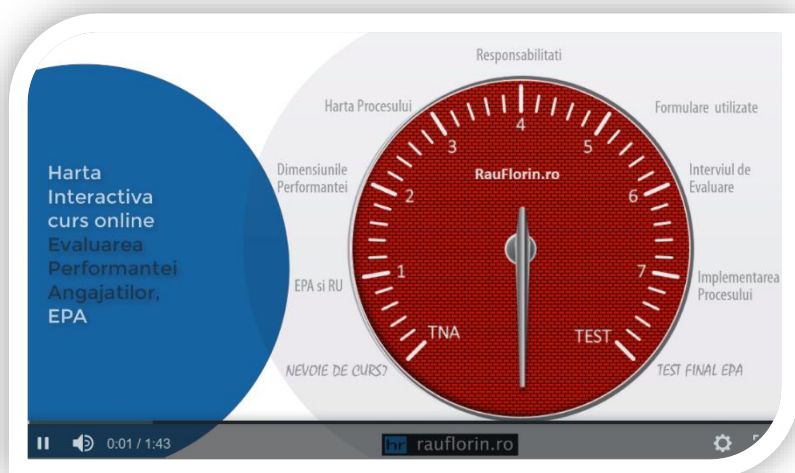 Harta
Interactiva
curs online
Evaluarea
Performantei
Angajatilor,
EPA
Responsabitati
Harta Procesului
Formulare utilizate
Dimensiunile
Performantei
Interviul de
Evaluare
EPA si RU
Implementarea
Procesului
NEVOIE DE CURS?
TEST FINAL EPA
RauFlorin.ro
1
2
3
4
5
6
7
TNA
TEST
0:01 / 1:43
hr rauflorin.ro